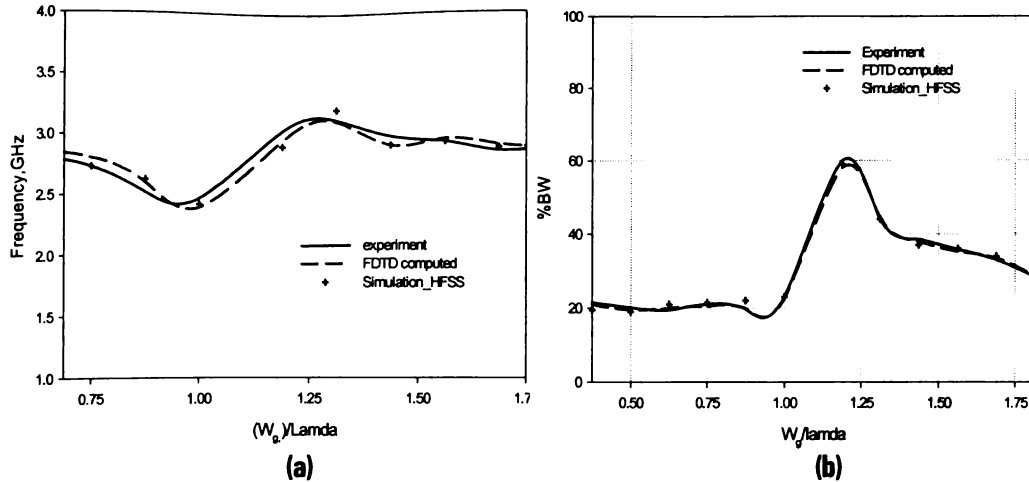 4.0
3.5
3.0
2.5
2.0
1.5
1.0
Frequency,GHz
experiment
FDTD computed
Simulation_HFSS
0.75
1.00
1.25
1.50
1.7
(Wg,)/Lamda
(a)
100
80
60
40
20
0
%BW
Experiment
FDTD computed
Simulation_HFSS
0.50
0.75
1.00
1.25
1.50
1.75
Wg/lamda
(b)